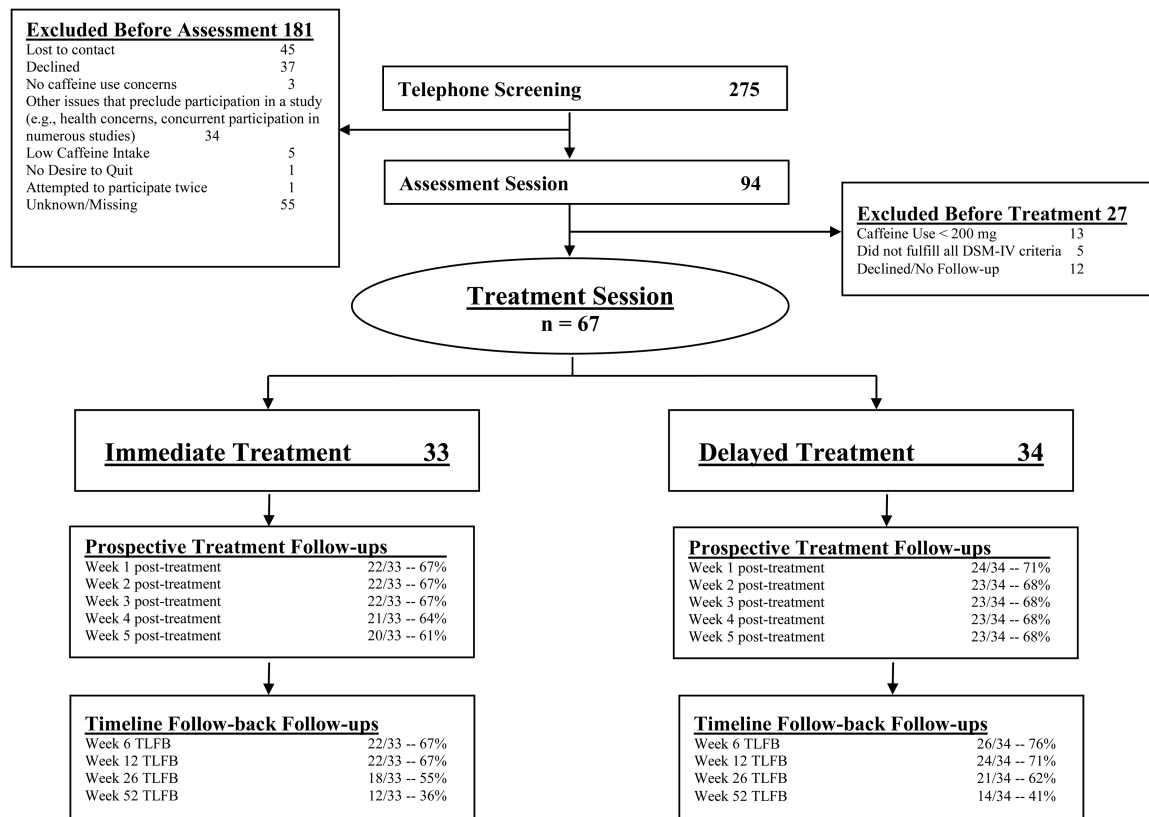 Excluded Before Assessment 181
Lost to contact 45
Declined 37
No caffeine use concerns 3
Other issues that preclude participation in a study
(e.g., health concerns, concurrent participation in
numerous studies) 34
Low Caffeine Intake 5
No Desire to Quit 1
Attempted to participate twice 1
Unknown/Missing 55
Telephone Screening 275
Assessment Session 94
Excluded Before Treatment 27
Caffeine Use < 200 mg 13
Did not fulfill all DSM-IV criteria 5
Declined/No Follow-up 12
Treatment Session
n = 67
Immediate Treatment 33
Prospective Treatment Follow-ups
Week 1 post-treatment 22/33 -- 67%
Week 2 post-treatment 22/33 -- 67%
Week 3 post-treatment 22/33 -- 67%
Week 4 post-treatment 21/33 -- 64%
Week 5 post-treatment 20/33 -- 61%
Timeline Follow-back Follow-ups
Week 6 TLFB 22/33 -- 67%
Week 12 TLFB 22/33 -- 67%
Week 26 TLFB 18/33 -- 55%
Week 52 TLFB 12/33 -- 36%
Delayed Treatment 34
Prospective Treatment Follow-ups
Week 1 post-treatment 24/34 -- 71%
Week 2 post-treatment 23/34 -- 68%
Week 3 post-treatment 23/34 -- 68%
Week 4 post-treatment 23/34 -- 68%
Week 5 post-treatment 23/34 -- 68%
Timeline Follow-back Follow-ups
Week 6 TLFB 26/34 -- 76%
Week 12 TLFB 24/34 -- 71%
Week 26 TLFB 21/34 -- 62%
Week 52 TLFB 14/34 -- 41%